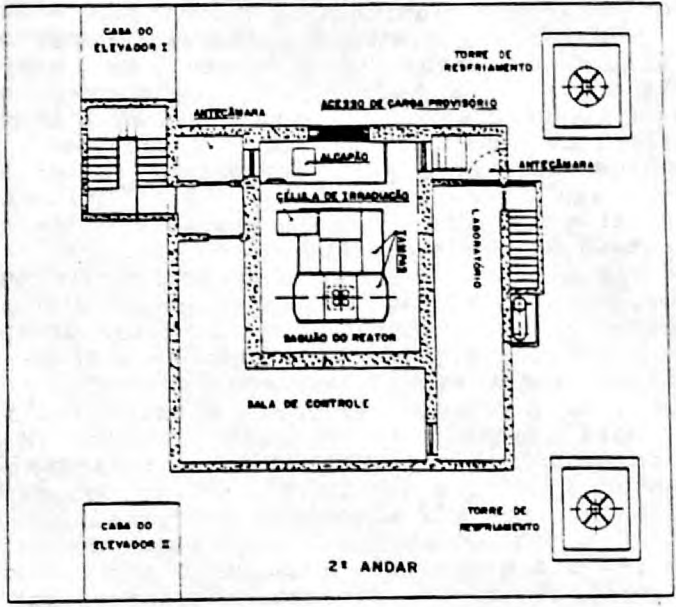 CASA DO
ELEVADOR I
TORRE DE
RESFRIAMENTO
ANTECÂMARA
ACESSO DE CARGA PROVISÓRIO
ALÇAPÃO
ANTECÂMARA
CÉLULA DE IRRADIAÇÃO
LABORATÓRIO
SAGUÃO DO REATOR
SALA DE CONTROLE
CASA DO
ELEVADOR II
TORRE DE
RESFRIAMENTO
2º ANDAR